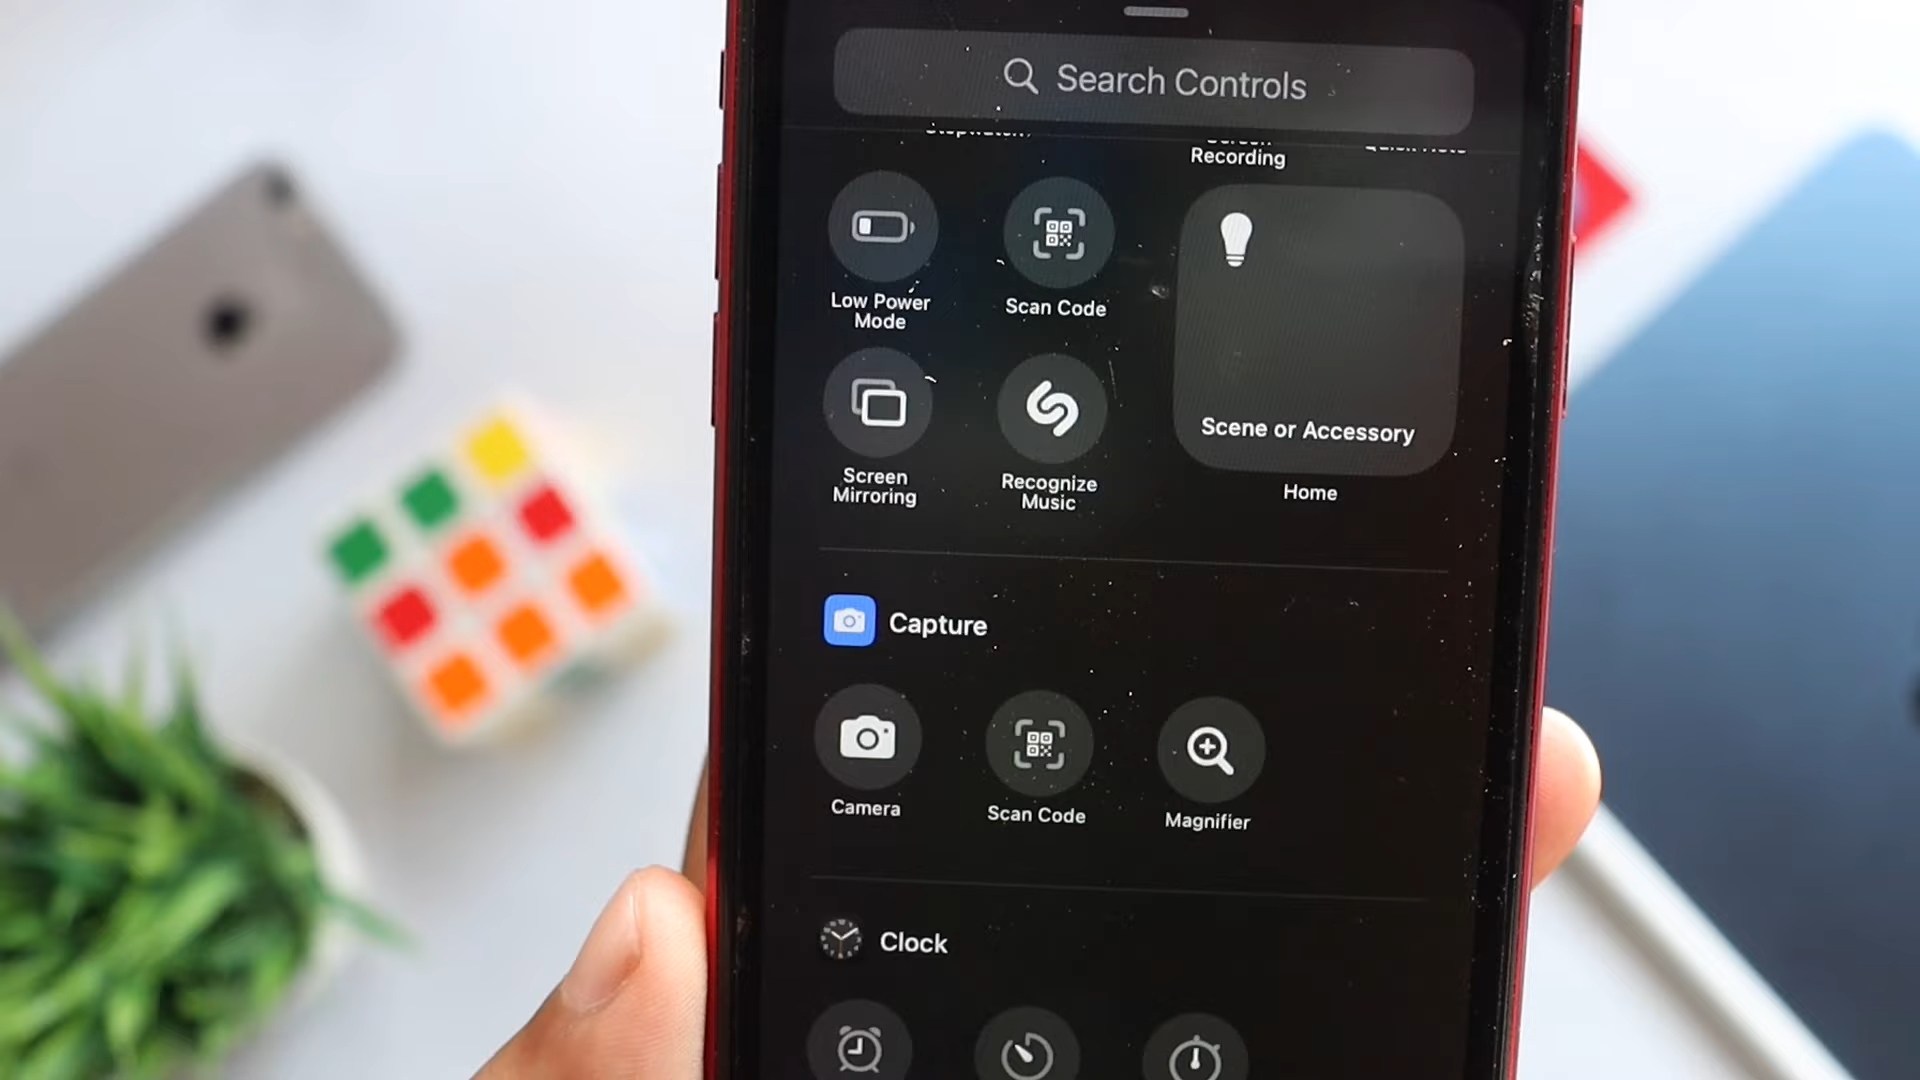 Search Controls
Recording
Low Power
Mode
Scan Code
Scene or Accessory
Screen
Mirroring
Recognize
Music
Home
Capture
Camera
Scan Code
Magnifier
Clock